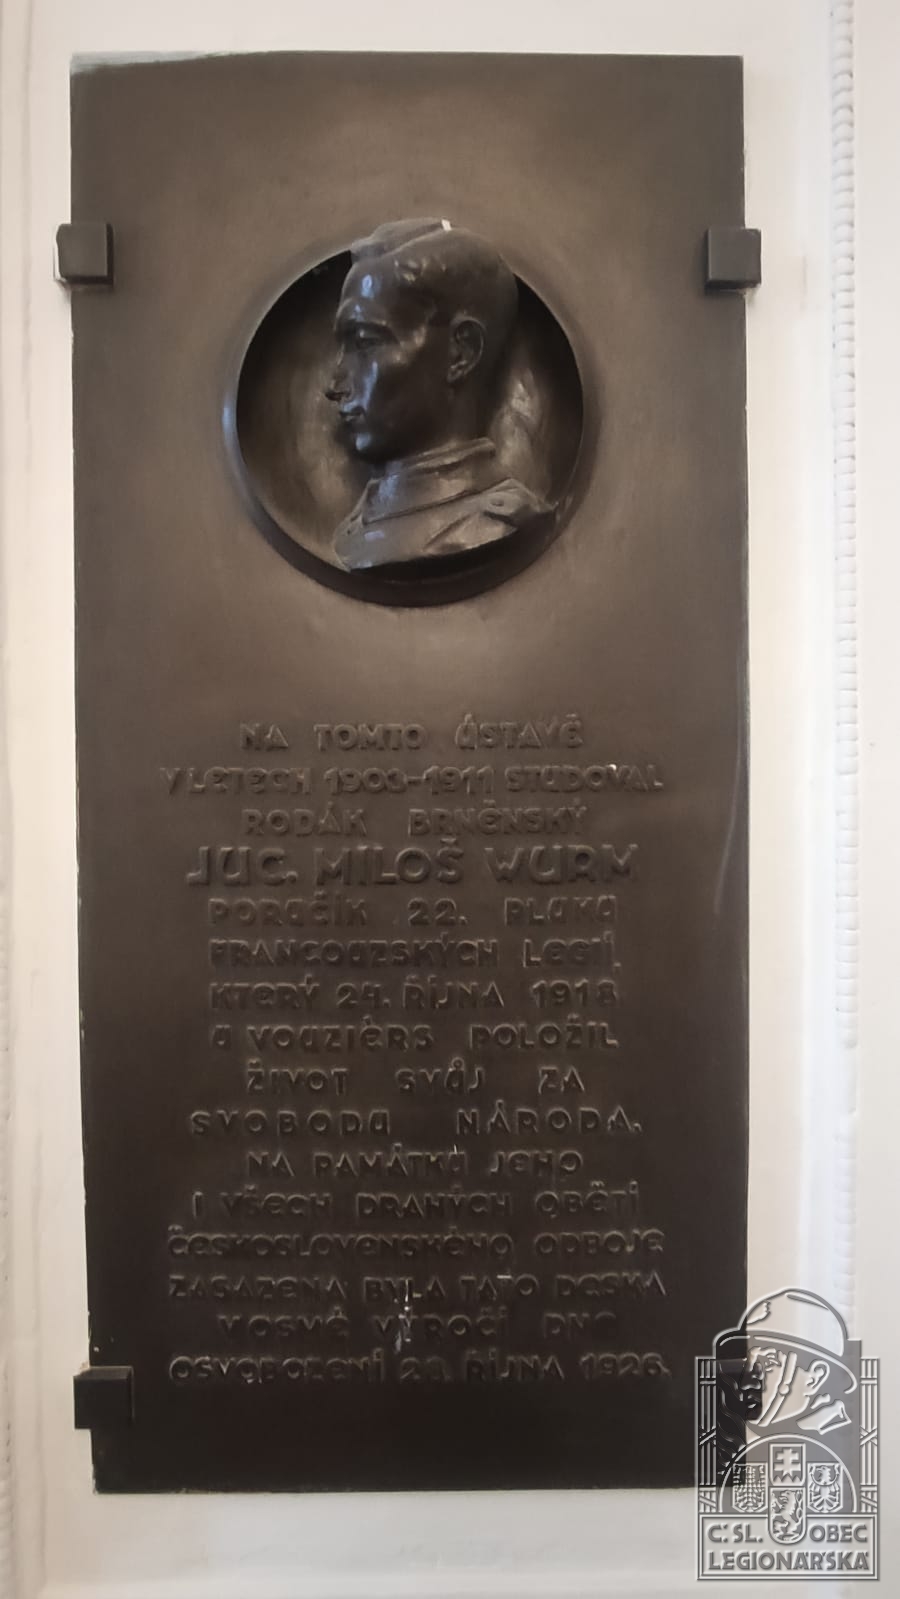 NA TOMTO ÚSTAVĚ
V LETECH 1903-1911 STUDOVAL
RODÁK BRNĚNSKÝ
JUC. MILOŠ WURM
PORUČÍK 22. PLUKU
FRANCOUZSKÝCH LEGIÍ,
KTERÝ 24. ŘÍJNA 1918
U VOUZIÉRS POLOŽIL
ŽIVOT SVŮJ ZA
SVOBODU NÁRODA.
NA PAMÁTKU JEHO
I VŠECH DRAHÝCH OBĚTÍ
ČESKOSLOVENSKÉHO ODBOJE
ZASAZENA BYLA TATO DESKA
V OSMÉ VÝROČÍ DNE
OSVOBOZENÍ 28. ŘÍJNA 1926.
Č. SL. OBEC
LEGIONÁŘSKÁ